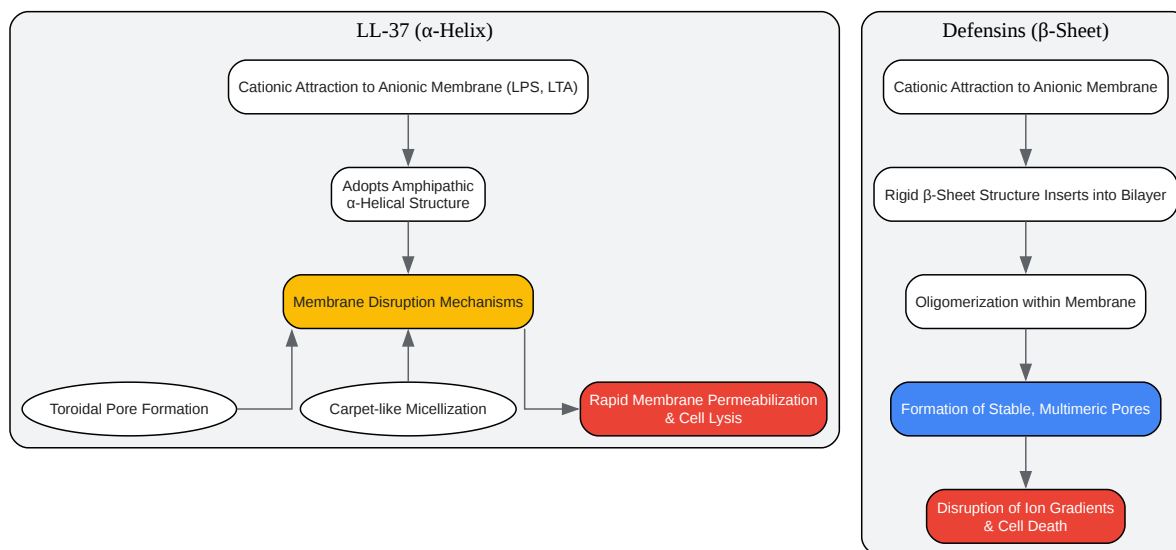 LL-37 (α-Helix)
Cationic Attraction to Anionic Membrane (LPS, LTA)
Adopts Amphipathic
α-Helical Structure
Membrane Disruption Mechanisms
Toroidal Pore Formation
Carpet-like Micellization
Rapid Membrane Permeabilization
& Cell Lysis
Defensins (β-Sheet)
Cationic Attraction to Anionic Membrane
Rigid β-Sheet Structure Inserts into Bilayer
Oligomerization within Membrane
Formation of Stable, Multimeric Pores
Disruption of Ion Gradients
& Cell Death